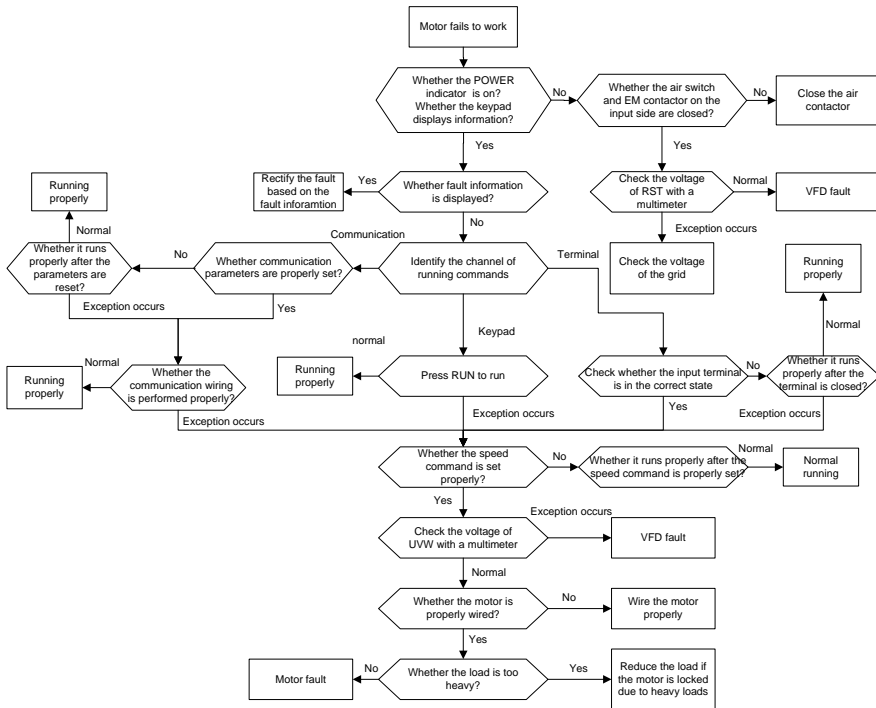 Motor fails to work
Whether the POWER
indicator is on?
Whether the keypad
displays information?
No
Whether the air switch
and EM contactor on the
input side are closed?
No
Close the air
contactor
Yes
Yes
Rectify the fault
based on the
fault inforamtion
Yes
Whether fault information
is displayed?
Check the voltage
of RST with a
multimeter
Normal
VFD fault
Running
properly
No
Exception occurs
Normal
Communication
Whether it runs
properly after the
parameters are
reset?
No
Whether communication
parameters are properly set?
Identify the channel of
running commands
Terminal
Check the voltage
of the grid
Running
properly
Exception occurs
Yes
Keypad
Normal
normal
Running
properly
Normal
Whether the
communication wiring
is performed properly?
Running
properly
Press RUN to run
Check whether the input terminal
is in the correct state
No
Whether it runs
properly after the
terminal is closed?
Exception occurs
Exception occurs
Yes
Exception occurs
Whether the speed
command is set
properly?
No
Whether it runs properly after the
speed command is properly set?
Normal
Normal
running
Yes
Exception occurs
Check the voltage of
UVW with a multimeter
VFD fault
Normal
Whether the motor is
properly wired?
No
Wire the motor
properly
Yes
Motor fault
No
Whether the load is too
heavy?
Yes
Reduce the load if
the motor is locked
due to heavy loads